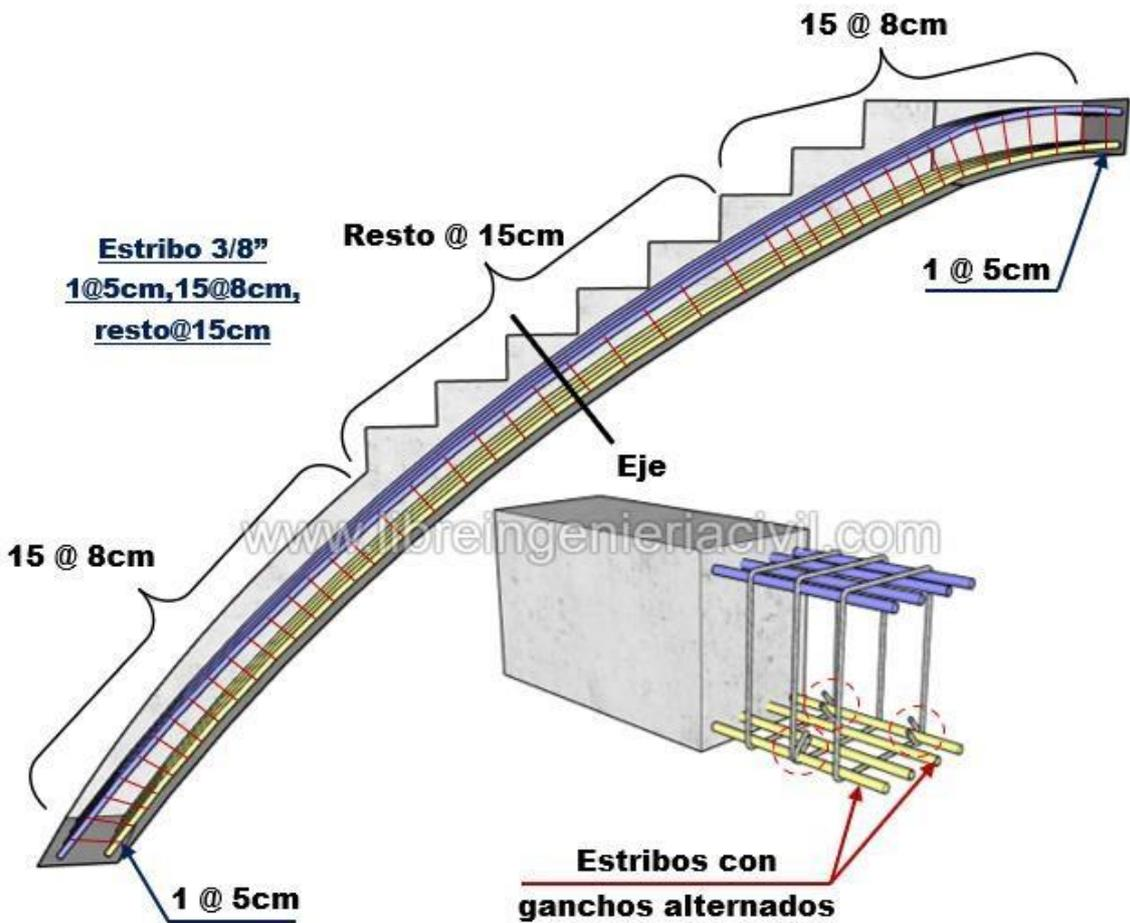 15 @ 8cm
Resto @ 15cm
Estribo 3/8”
1@5cm,15@8cm,
resto@15cm
1 @ 5cm
Eje
www.libreingenieriacivil.com
15 @ 8cm
1 @ 5cm
Estribos con
ganchos alternados